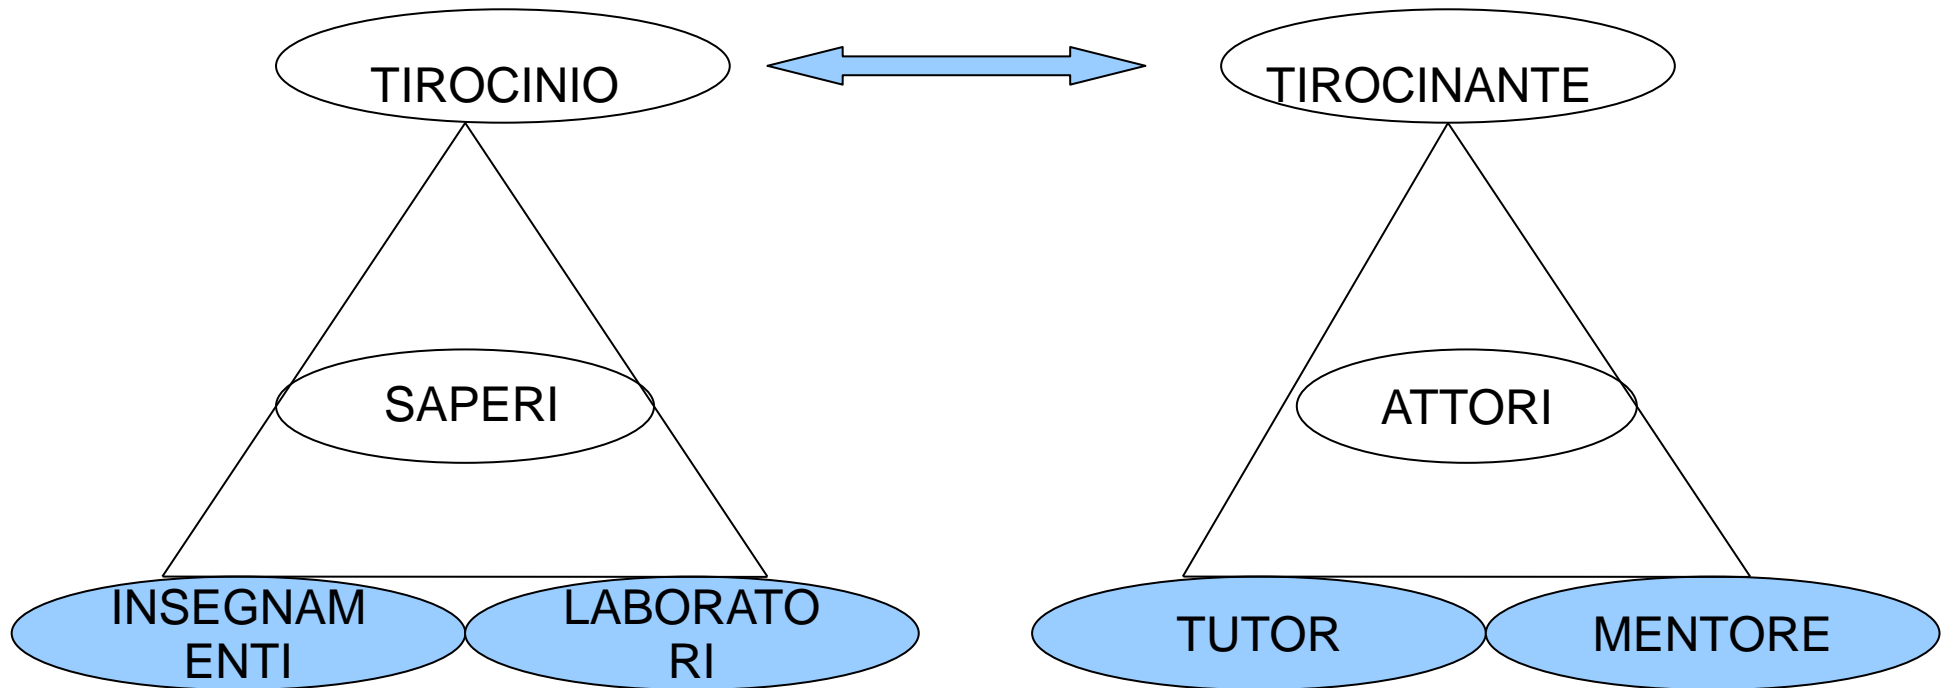 TIROCINIO
TIROCINANTE
SAPERI
ATTORI
INSEGNAM
ENTI
LABORATO
RI
TUTOR
MENTORE